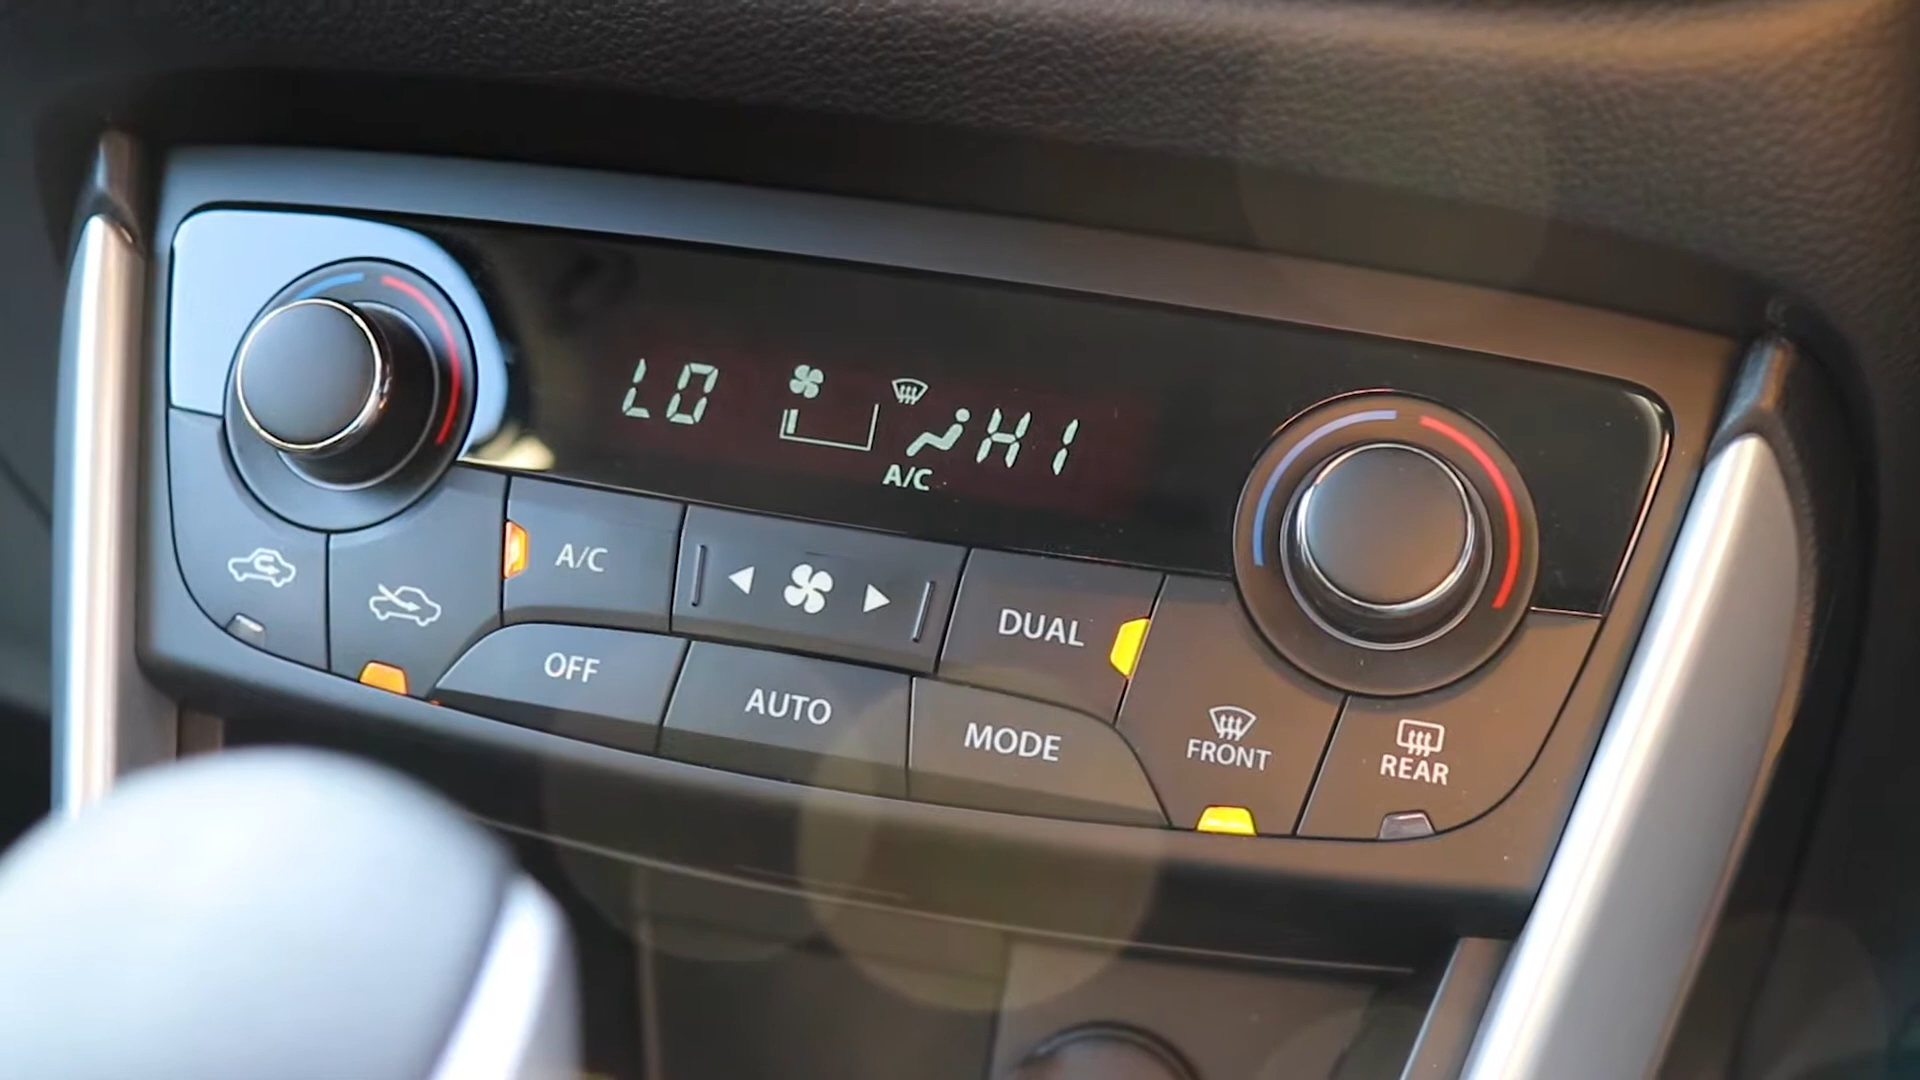 LO
HI
A/C
A/C
DUAL
OFF
AUTO
MODE
FRONT
REAR